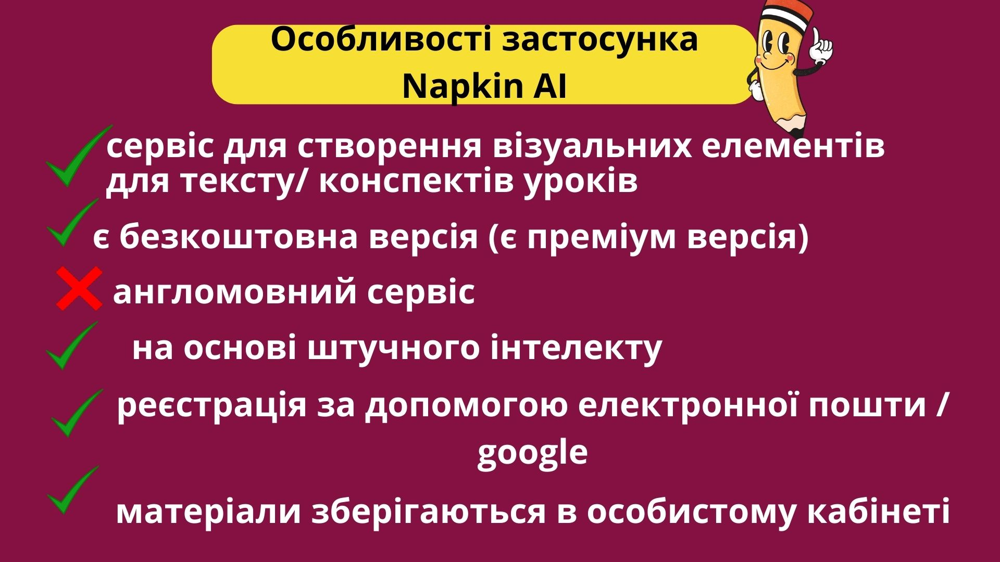 Особливості застосунка
Napkin AI
сервіс для створення візуальних елементів
для тексту/ конспектів уроків
є безкоштовна версія (є преміум версія)
англомовний сервіс
на основі штучного інтелекту
реєстрація за допомогою електронної пошти /
google
матеріали зберігаються в особистому кабінеті